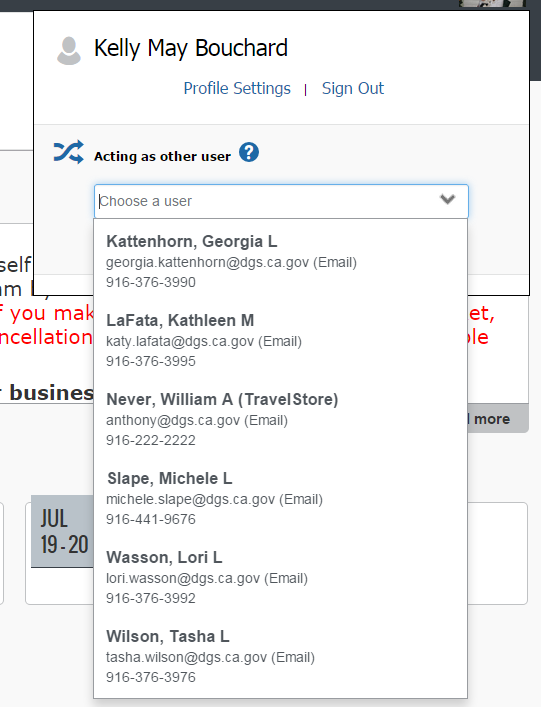 Kelly May Bouchard
Profile Settings | Sign Out
Acting as other user ?
Choose a user
Kattenhorn, Georgia L
georgia.kattenhorn@dgs.ca.gov (Email)
916-376-3990
LaFata, Kathleen M
katy.lafata@dgs.ca.gov (Email)
916-376-3995
Never, William A (TravelStore)
anthony@dgs.ca.gov (Email)
916-222-2222
Slape, Michele L
michele.slape@dgs.ca.gov (Email)
916-441-9676
Wasson, Lori L
lori.wasson@dgs.ca.gov (Email)
916-376-3992
Wilson, Tasha L
tasha.wilson@dgs.ca.gov (Email)
916-376-3976
self
am
f you mak et,
ncellation ple
r business
d more
JUL
19-20